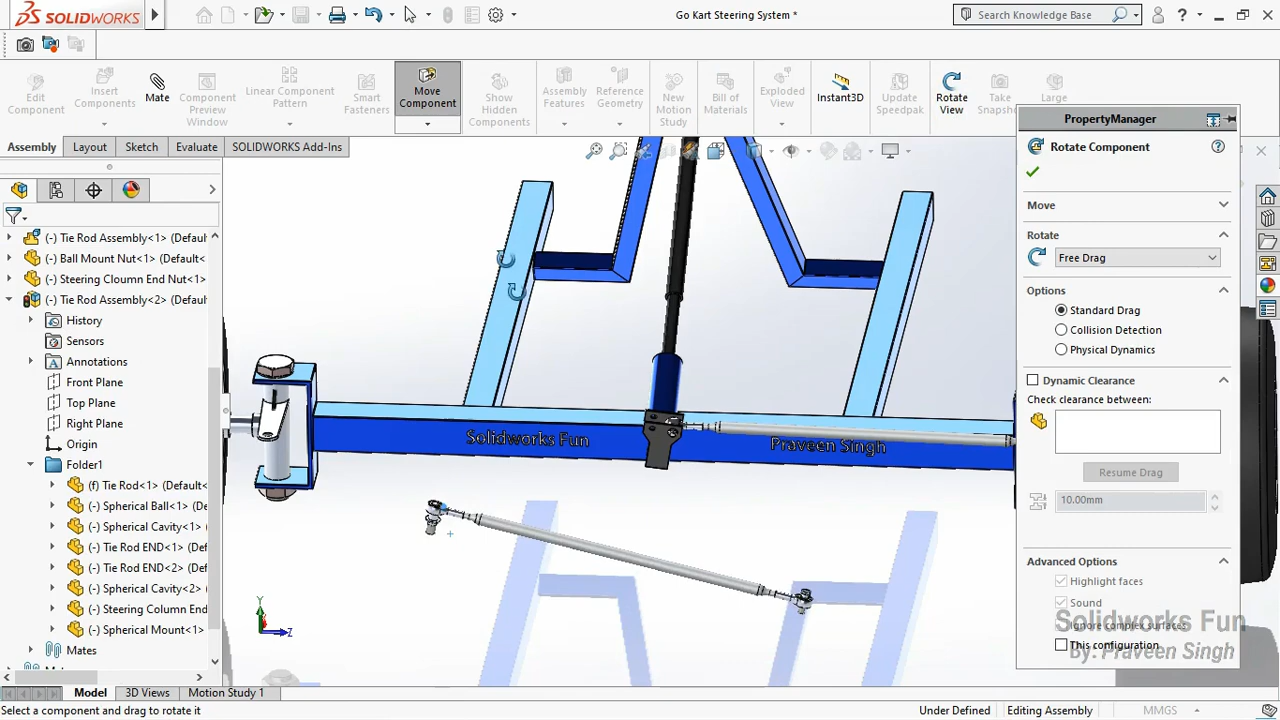 SOLIDWORKS
Go Kart Steering System *
Search Knowledge Base
?
Edit
Component
Insert
Components
Mate
Component
Preview
Window
Linear Component
Pattern
Smart
Fasteners
Move
Component
Show
Hidden
Components
Assembly
Features
Reference
Geometry
New
Motion
Study
Bill of
Materials
Exploded
View
Instant3D
Update
Speedpak
Rotate
View
Take
Snapsh
Large
Assembly
Layout
Sketch
Evaluate
SOLIDWORKS Add-Ins
(-) Tie Rod Assembly<1> (Defaul
(-) Ball Mount Nut<1> (Default<
(-) Steering Cloumn End Nut<1>
(-) Tie Rod Assembly<2> (Defaul
History
Sensors
Annotations
Front Plane
Top Plane
Right Plane
Origin
Folder1
(f) Tie Rod<1> (Default<
(-) Spherical Ball<1> (De
(-) Spherical Cavity<1>
(-) Tie Rod END<1> (Def
(-) Tie Rod END<2> (Def
(-) Spherical Cavity<2>
(-) Steering Column End
(-) Spherical Mount<1>
Mates
Solidworks Fun
Praveen Singh
Y
Z
PropertyManager
Rotate Component
Move
Rotate
Free Drag
Options
Standard Drag
Collision Detection
Physical Dynamics
Dynamic Clearance
Check clearance between:
Resume Drag
10.00mm
Advanced Options
Highlight faces
Sound
Ignore complex surfaces
This configuration
Solidworks Fun
By: Praveen Singh
Model
3D Views
Motion Study 1
Select a component and drag to rotate it
Under Defined
Editing Assembly
MMGS